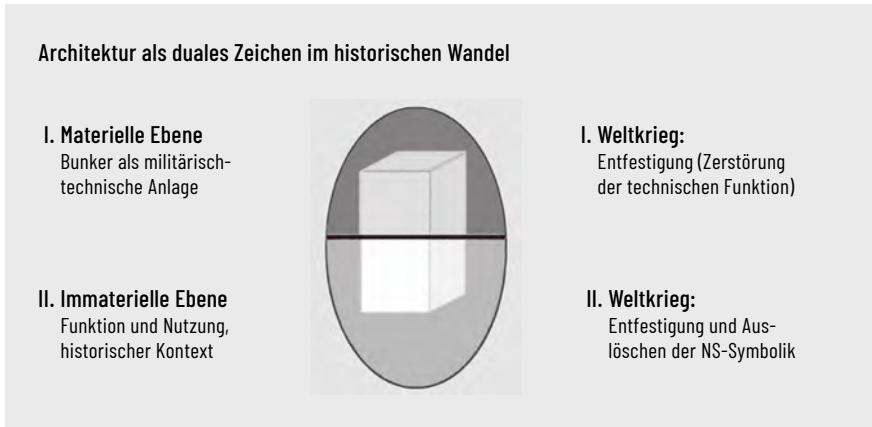 Architektur als duales Zeichen im historischen Wandel
I. Materielle Ebene
Bunker als militärisch-
technische Anlage
II. Immaterielle Ebene
Funktion und Nutzung,
historischer Kontext
I. Weltkrieg:
Entfestigung (Zerstörung
der technischen Funktion)
II. Weltkrieg:
Entfestigung und Aus-
löschen der NS-Symbolik